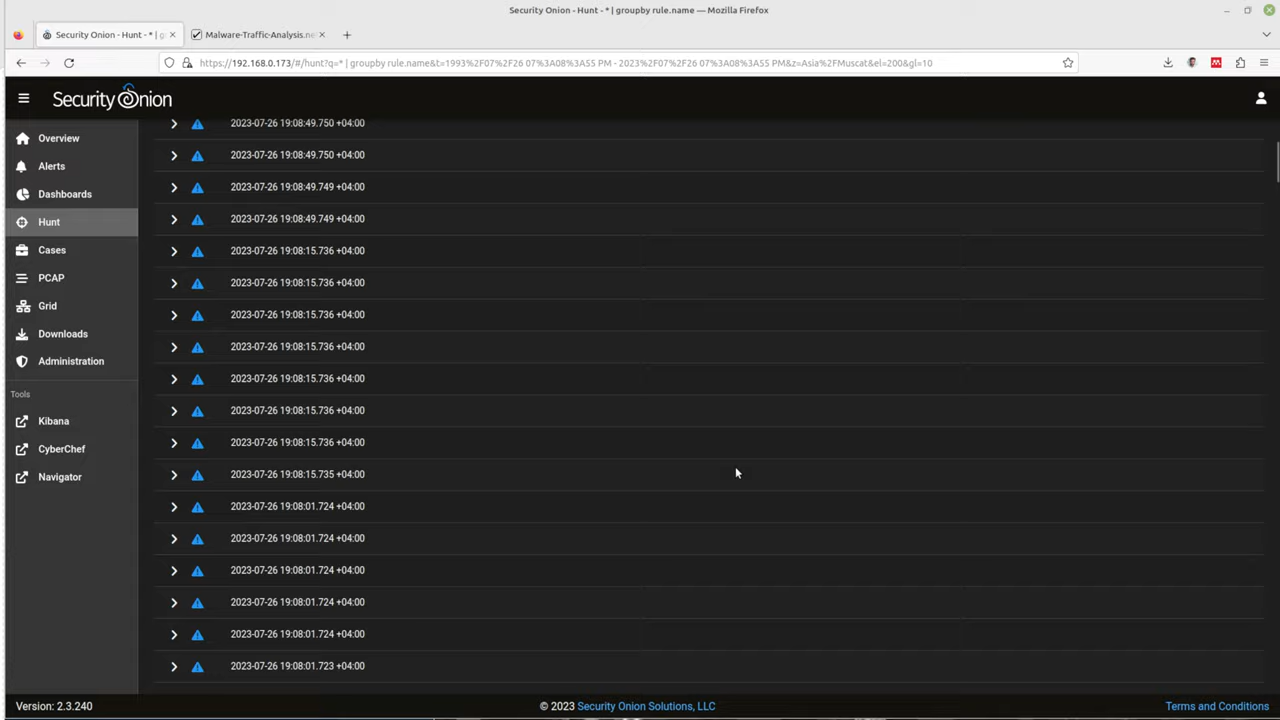 Security Onion - Hunt - * | groupby rule.name — Mozilla Firefox
Security Onion - Hunt - * | g
Malware-Traffic-Analysis.ne
https://192.168.0.173/#/hunt?q=* | groupby rule.name&t=1993%2F07%2F26 07%3A08%3A55 PM - 2023%2F07%2F26 07%3A08%3A55 PM&z=Asia%2FMuscat&el=200&gl=10
Security Onion
Overview
Alerts
Dashboards
Hunt
Cases
PCAP
Grid
Downloads
Administration
Tools
Kibana
CyberChef
Navigator
2023-07-26 19:08:49.750 +04:00
2023-07-26 19:08:49.750 +04:00
2023-07-26 19:08:49.749 +04:00
2023-07-26 19:08:49.749 +04:00
2023-07-26 19:08:15.736 +04:00
2023-07-26 19:08:15.736 +04:00
2023-07-26 19:08:15.736 +04:00
2023-07-26 19:08:15.736 +04:00
2023-07-26 19:08:15.736 +04:00
2023-07-26 19:08:15.736 +04:00
2023-07-26 19:08:15.736 +04:00
2023-07-26 19:08:15.735 +04:00
2023-07-26 19:08:01.724 +04:00
2023-07-26 19:08:01.724 +04:00
2023-07-26 19:08:01.724 +04:00
2023-07-26 19:08:01.724 +04:00
2023-07-26 19:08:01.724 +04:00
2023-07-26 19:08:01.723 +04:00
Version: 2.3.240
© 2023 Security Onion Solutions, LLC
Terms and Conditions